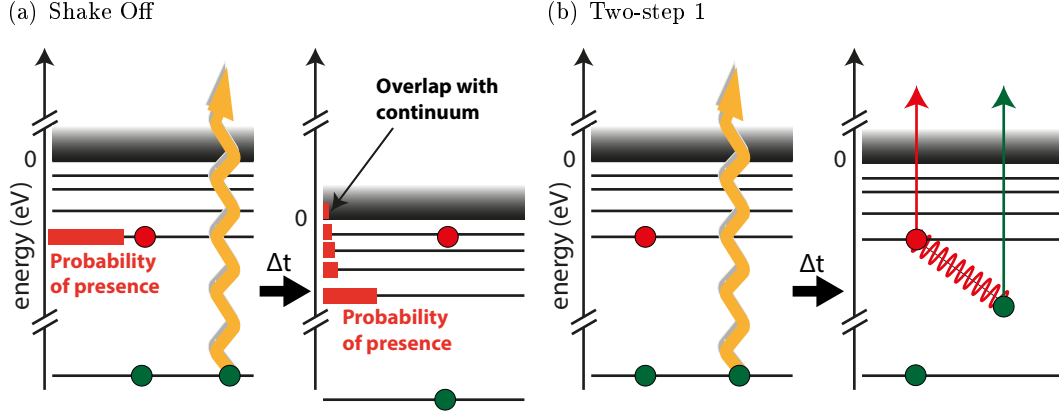 (a) Shake Off
energy (eV)
0
Probability
of presence
Δt
Overlap with
continuum
0
Probability
of presence
(b) Two-step 1
energy (eV)
0
Δt
0